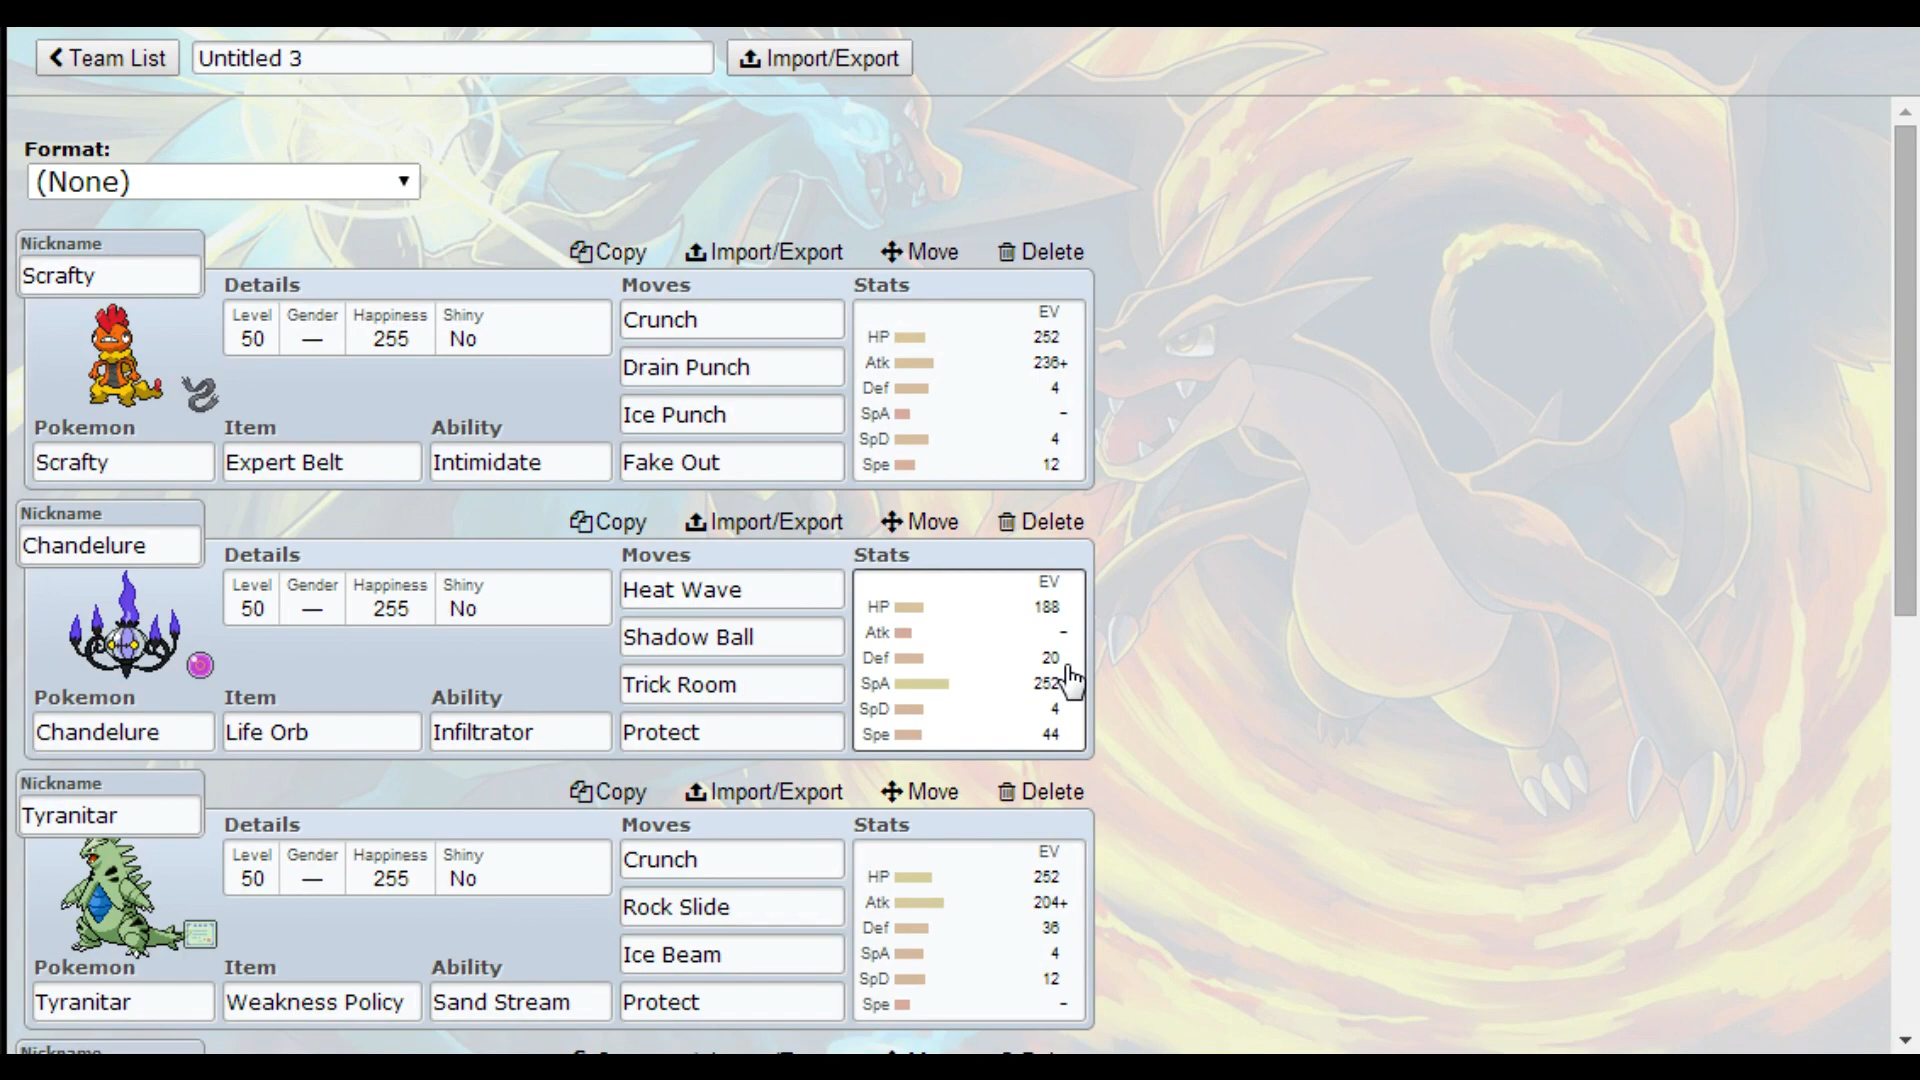 Team List
Untitled 3
Import/Export
Format:
(None)
Nickname
Scrafty
Copy Import/Export Move Delete
Details
Level Gender Happiness Shiny
50 — 255 No
Pokemon Item Ability
Scrafty Expert Belt Intimidate
Moves
Crunch
Drain Punch
Ice Punch
Fake Out
Stats
EV
HP 252
Atk 236+
Def 4
SpA -
SpD 4
Spe 12
Nickname
Chandelure
Copy Import/Export Move Delete
Details
Level Gender Happiness Shiny
50 — 255 No
Pokemon Item Ability
Chandelure Life Orb Infiltrator
Moves
Heat Wave
Shadow Ball
Trick Room
Protect
Stats
EV
HP 188
Atk -
Def 20
SpA 252
SpD 4
Spe 44
Nickname
Tyranitar
Copy Import/Export Move Delete
Details
Level Gender Happiness Shiny
50 — 255 No
Pokemon Item Ability
Tyranitar Weakness Policy Sand Stream
Moves
Crunch
Rock Slide
Ice Beam
Protect
Stats
EV
HP 252
Atk 204+
Def 36
SpA 4
SpD 12
Spe -
Nickname